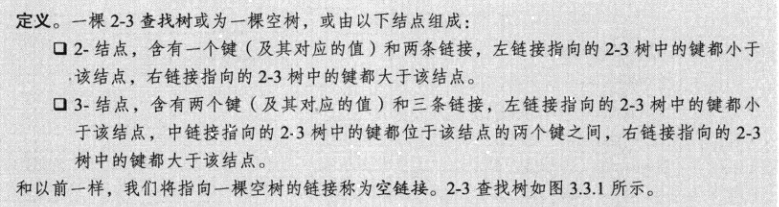 定义。一棵 2-3 查找树或为一棵空树，或由以下结点组成：
❏ 2- 结点，含有一个键（及其对应的值）和两条链接，左链接指向的 2-3 树中的键都小于
该结点，右链接指向的 2-3 树中的键都大于该结点。
❏ 3- 结点，含有两个键（及其对应的值）和三条链接，左链接指向的 2-3 树中的键都小
于该结点，中链接指向的 2-3 树中的键都位于该结点的两个键之间，右链接指向的 2-3
树中的键都大于该结点。
和以前一样，我们将指向一棵空树的链接称为空链接。2-3 查找树如图 3.3.1 所示。